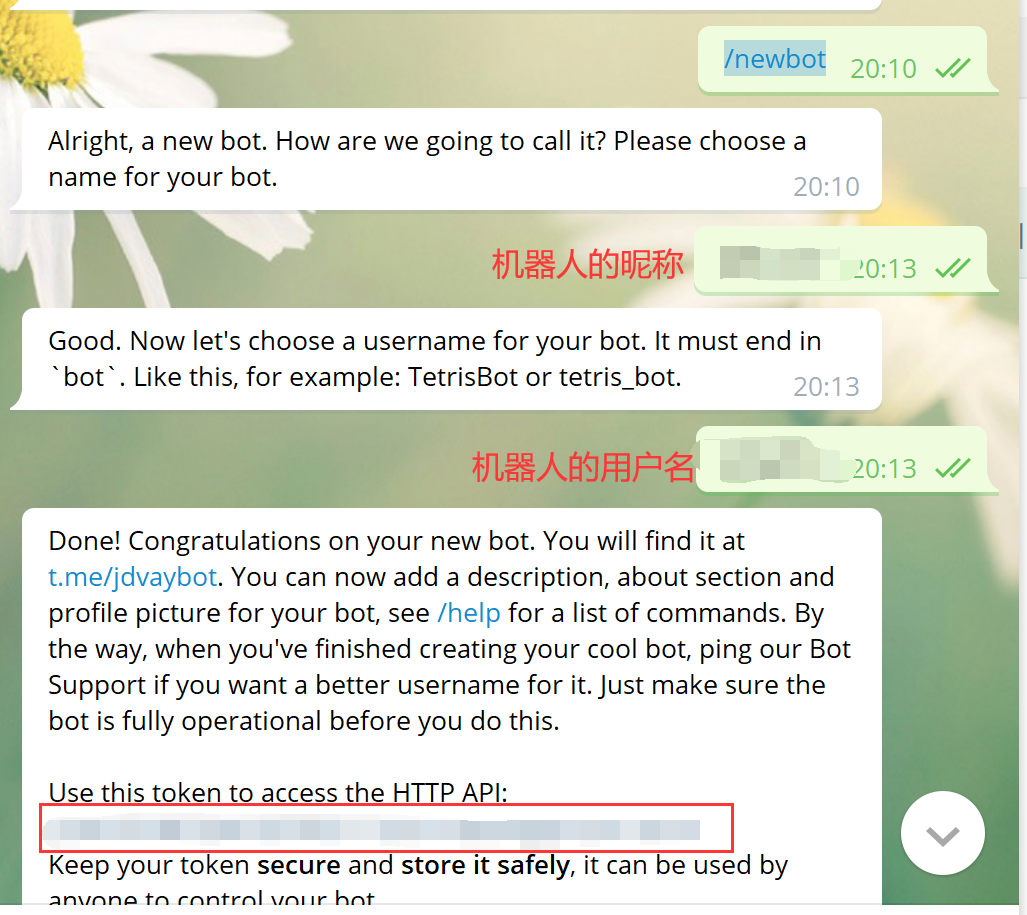 /newbot 20:10
Alright, a new bot. How are we going to call it? Please choose a
name for your bot.
20:10
机器人的昵称 20:13
Good. Now let's choose a username for your bot. It must end in
`bot`. Like this, for example: TetrisBot or tetris_bot.
20:13
机器人的用户名 20:13
Done! Congratulations on your new bot. You will find it at
t.me/jdvaybot. You can now add a description, about section and
profile picture for your bot, see /help for a list of commands. By
the way, when you've finished creating your cool bot, ping our Bot
Support if you want a better username for it. Just make sure the
bot is fully operational before you do this.
Use this token to access the HTTP API:
Keep your token secure and store it safely, it can be used by
anyone to control your bot.